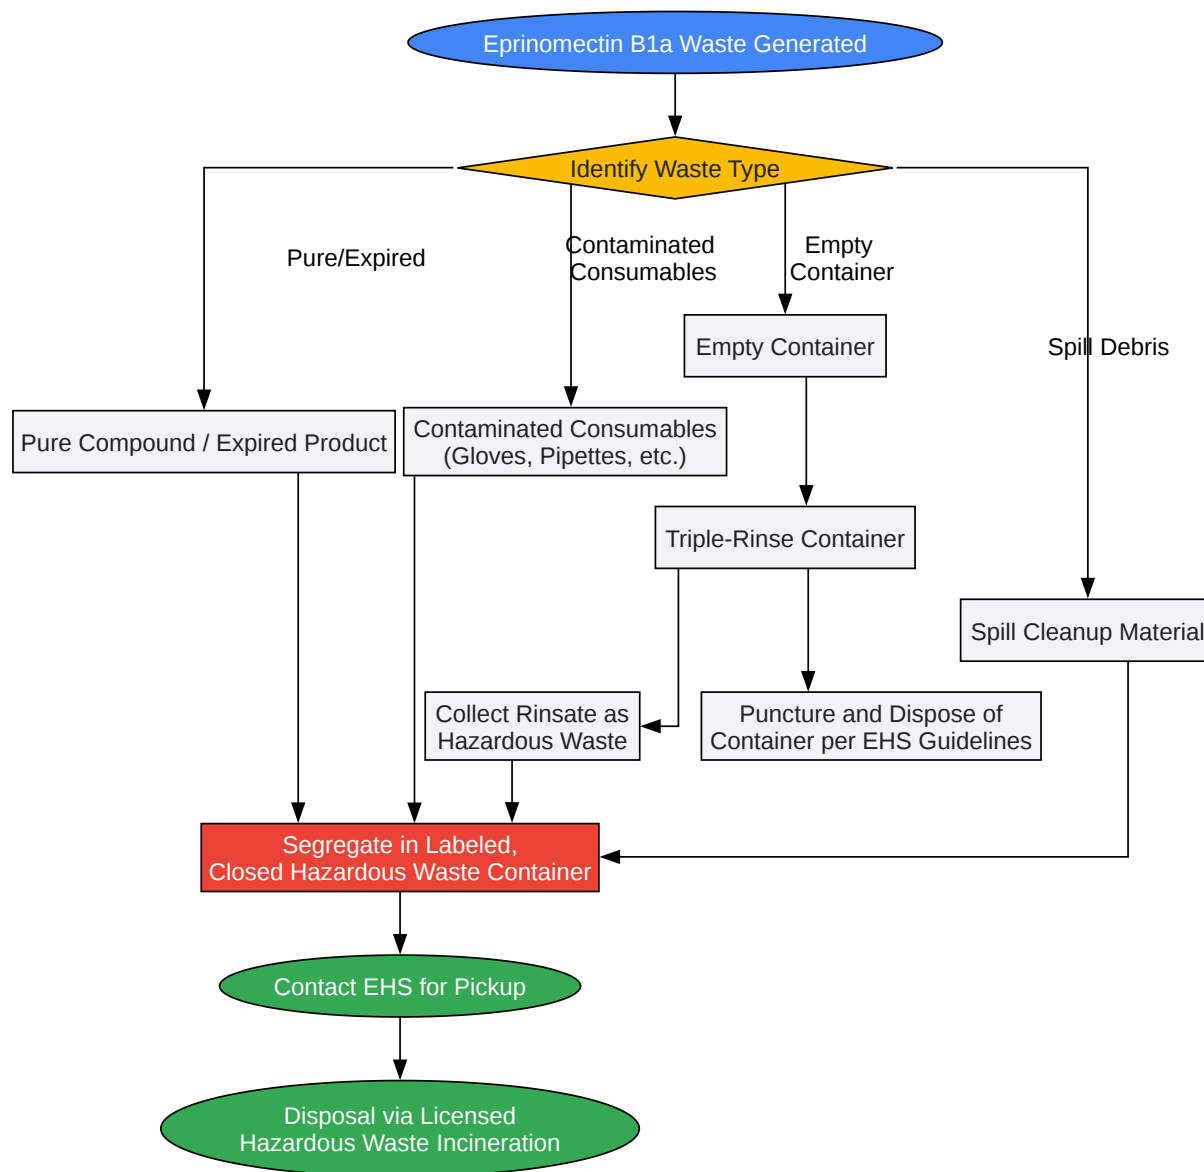 Eprinomectin B1a Waste Generated
Identify Waste Type
Pure/Expired
Contaminated
Consumables
Empty
Container
Spill Debris
Empty Container
Pure Compound / Expired Product
Contaminated Consumables
(Gloves, Pipettes, etc.)
Triple-Rinse Container
Spill Cleanup Material
Collect Rinsate as
Hazardous Waste
Puncture and Dispose of
Container per EHS Guidelines
Segregate in Labeled,
Closed Hazardous Waste Container
Contact EHS for Pickup
Disposal via Licensed
Hazardous Waste Incineration